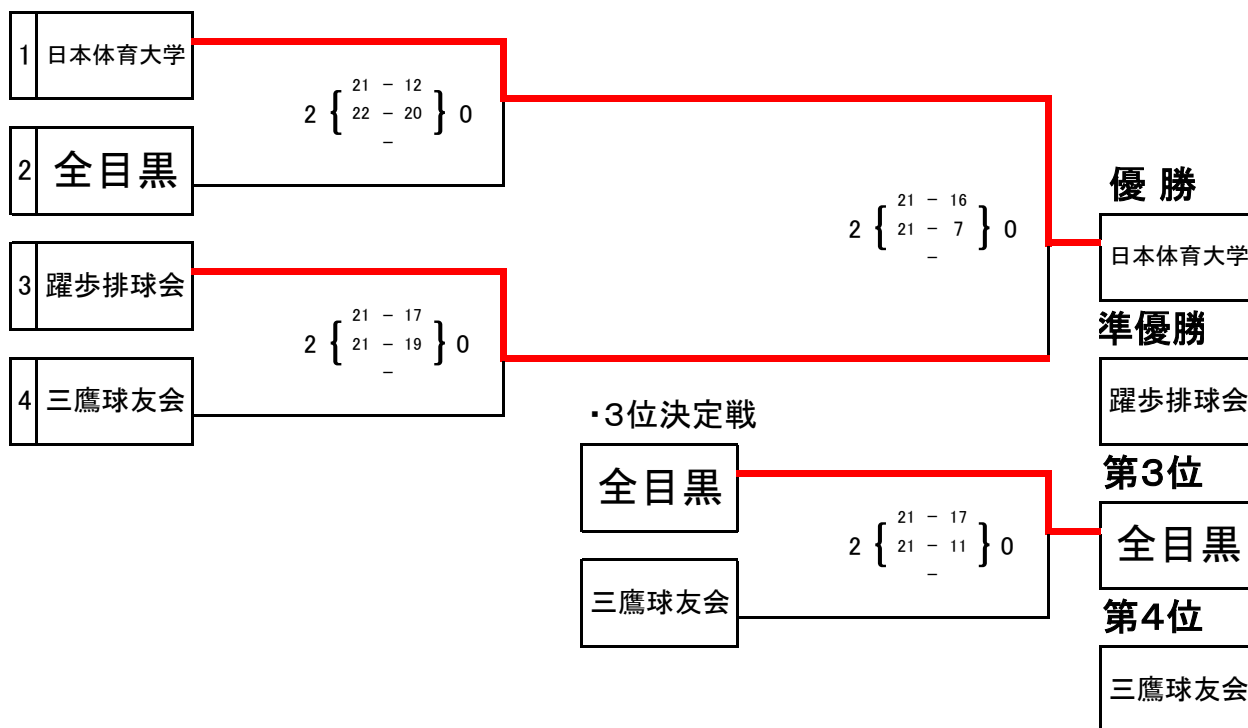 1 日本体育大学
2 全目黒
3 躍歩排球会
4 三鷹球友会
21 － 12
2 { 22 － 20 } 0
－
21 － 17
2 { 21 － 19 } 0
－
21 － 16
2 { 21 － 7 } 0
－
・3位決定戦
全目黒
三鷹球友会
21 － 17
2 { 21 － 11 } 0
－
優 勝
日本体育大学
準優勝
躍歩排球会
第3位
全目黒
第4位
三鷹球友会